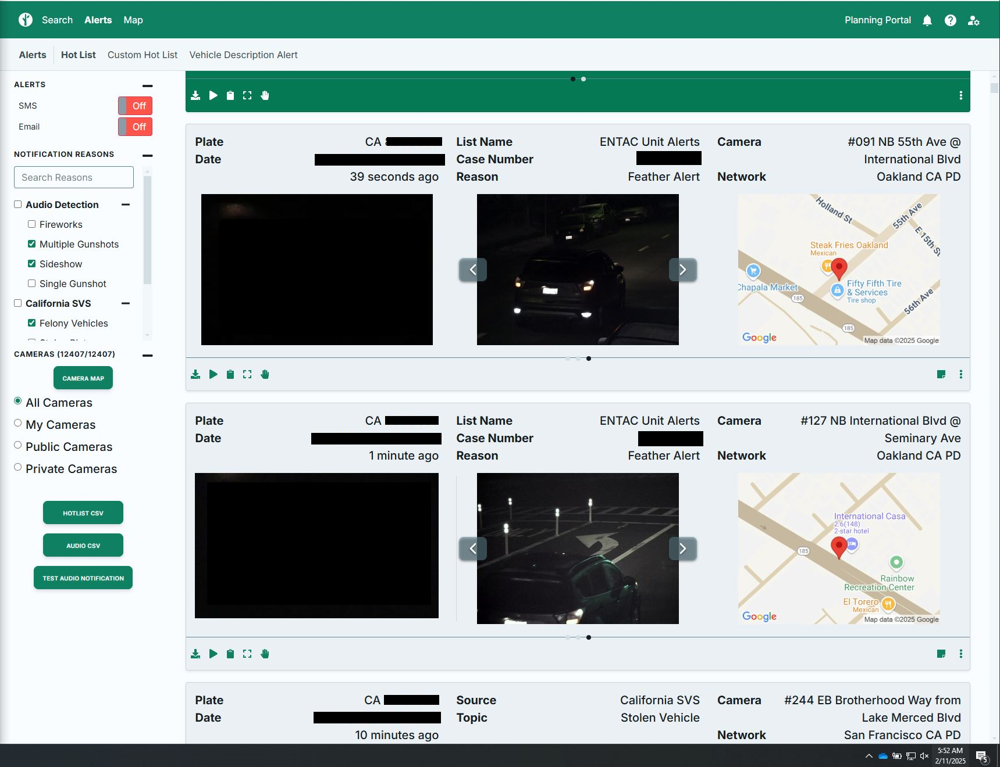 Search Alerts Map
Planning Portal
Alerts Hot List Custom Hot List Vehicle Description Alert
ALERTS
SMS Off
Email Off
NOTIFICATION REASONS
Search Reasons
Audio Detection
Fireworks
Multiple Gunshots
Sideshow
Single Gunshot
California SVS
Felony Vehicles
CAMERAS (12407/12407)
CAMERA MAP
All Cameras
My Cameras
Public Cameras
Private Cameras
HOTLIST CSV
AUDIO CSV
TEST AUDIO NOTIFICATION
Plate CA
Date
39 seconds ago
List Name ENTAC Unit Alerts
Case Number
Reason Feather Alert
Camera #091 NB 55th Ave @
International Blvd
Network Oakland CA PD
Holland St
55th Ave
E 15th St
Steak Fries Oakland
Mexican
Chapala Market
Fifty Fifth Tire
& Services
Tire shop
185
56th Ave
185
Google
Map data ©2025 Google
Plate CA
Date
1 minute ago
List Name ENTAC Unit Alerts
Case Number
Reason Feather Alert
Camera #127 NB International Blvd @
Seminary Ave
Network Oakland CA PD
International Casa
2.6(148)
2-star hotel
185
Rainbow
Recreation Center
El Torero
Mexican
Google
Map data ©2025 Google
Plate CA
Date
10 minutes ago
Source California SVS
Topic Stolen Vehicle
Camera #244 EB Brotherhood Way from
Lake Merced Blvd
Network San Francisco CA PD
5:52 AM
2/11/2025
5